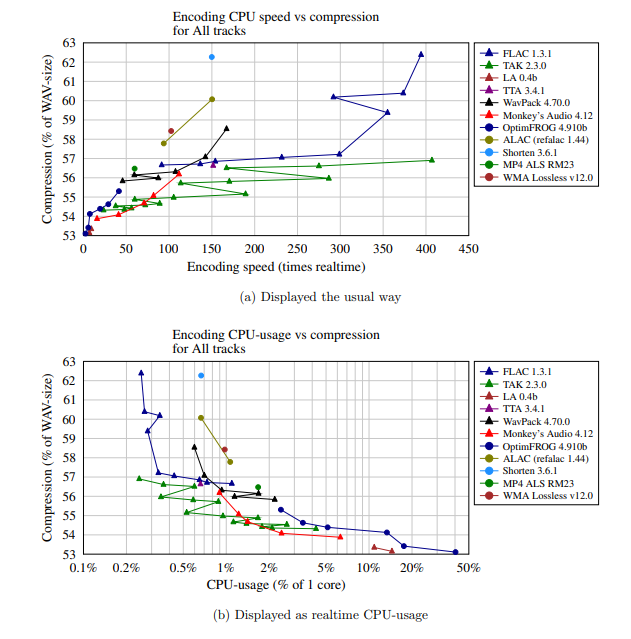 Encoding CPU speed vs compression
for All tracks
Compression (% of WAV-size)
63
62
61
60
59
58
57
56
55
54
53
0 50 100 150 200 250 300 350 400 450
Encoding speed (times realtime)
FLAC 1.3.1
TAK 2.3.0
LA 0.4b
TTA 3.4.1
WavPack 4.70.0
Monkey's Audio 4.12
OptimFROG 4.910b
ALAC (refalac 1.44)
Shorten 3.6.1
MP4 ALS RM23
WMA Lossless v12.0
(a) Displayed the usual way
Encoding CPU-usage vs compression
for All tracks
Compression (% of WAV-size)
63
62
61
60
59
58
57
56
55
54
53
0.1% 0.2% 0.5% 1% 2% 5% 10% 20% 50%
CPU-usage (% of 1 core)
FLAC 1.3.1
TAK 2.3.0
LA 0.4b
TTA 3.4.1
WavPack 4.70.0
Monkey's Audio 4.12
OptimFROG 4.910b
ALAC (refalac 1.44)
Shorten 3.6.1
MP4 ALS RM23
WMA Lossless v12.0
(b) Displayed as realtime CPU-usage